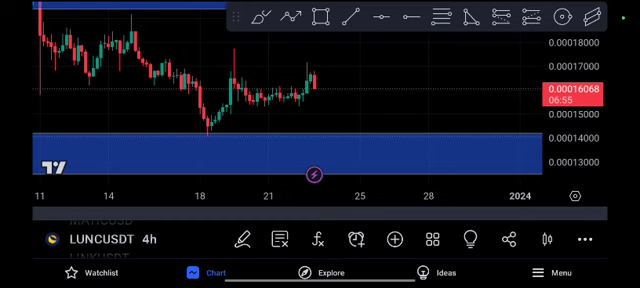 0.00018000
0.00017000
0.00016068
06:55
0.00015000
0.00014000
0.00013000
11 14 18 21 25 28 2024
MATICUSD
LUNCUSDT 4h
Watchlist Chart Explore Ideas Menu